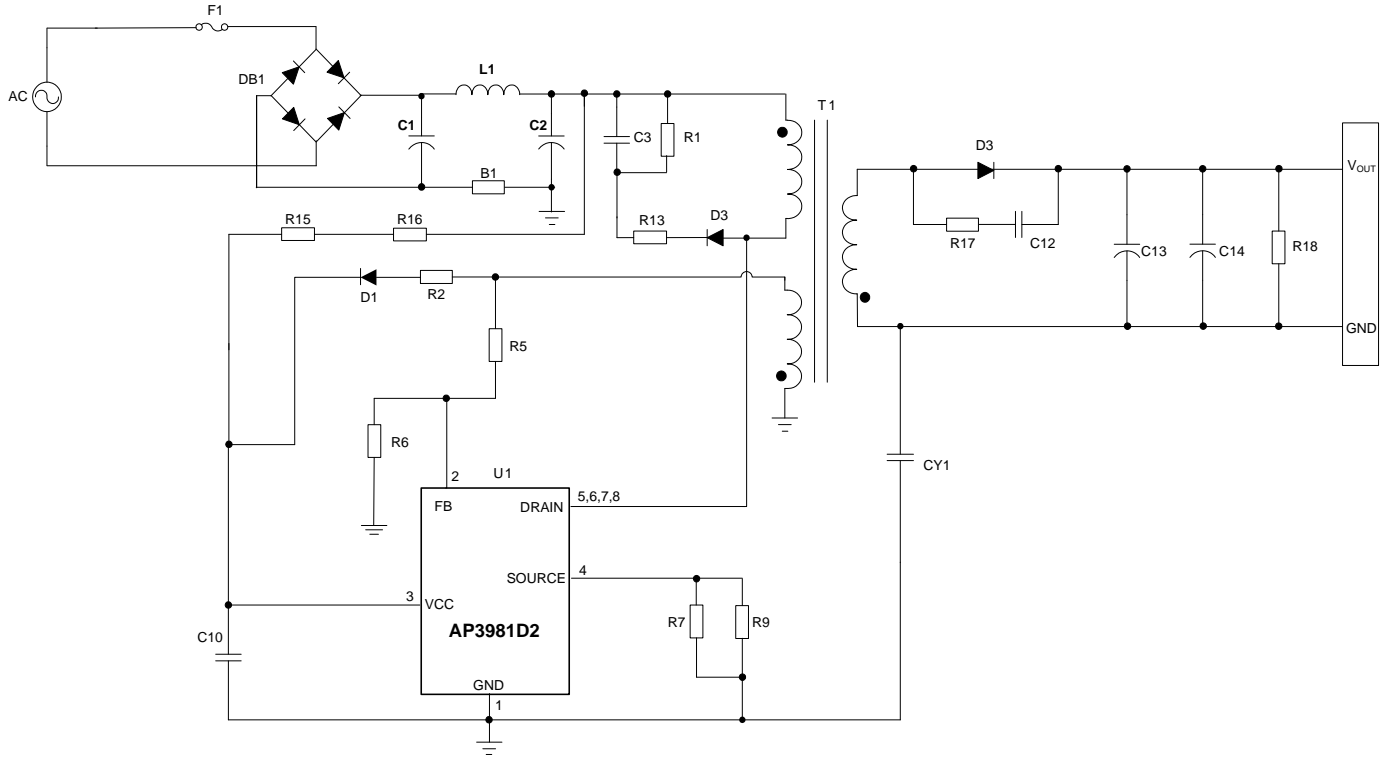 F1
AC
DB1
L1
C1
C2
B1
C3
R1
T1
R13
D3
D3
R17
C12
C13
C14
R18
VOUT
GND
R15
R16
D1
R2
R5
R6
CY1
2
U1
FB
DRAIN
5,6,7,8
SOURCE
4
3
VCC
AP3981D2
R7
R9
C10
GND
1